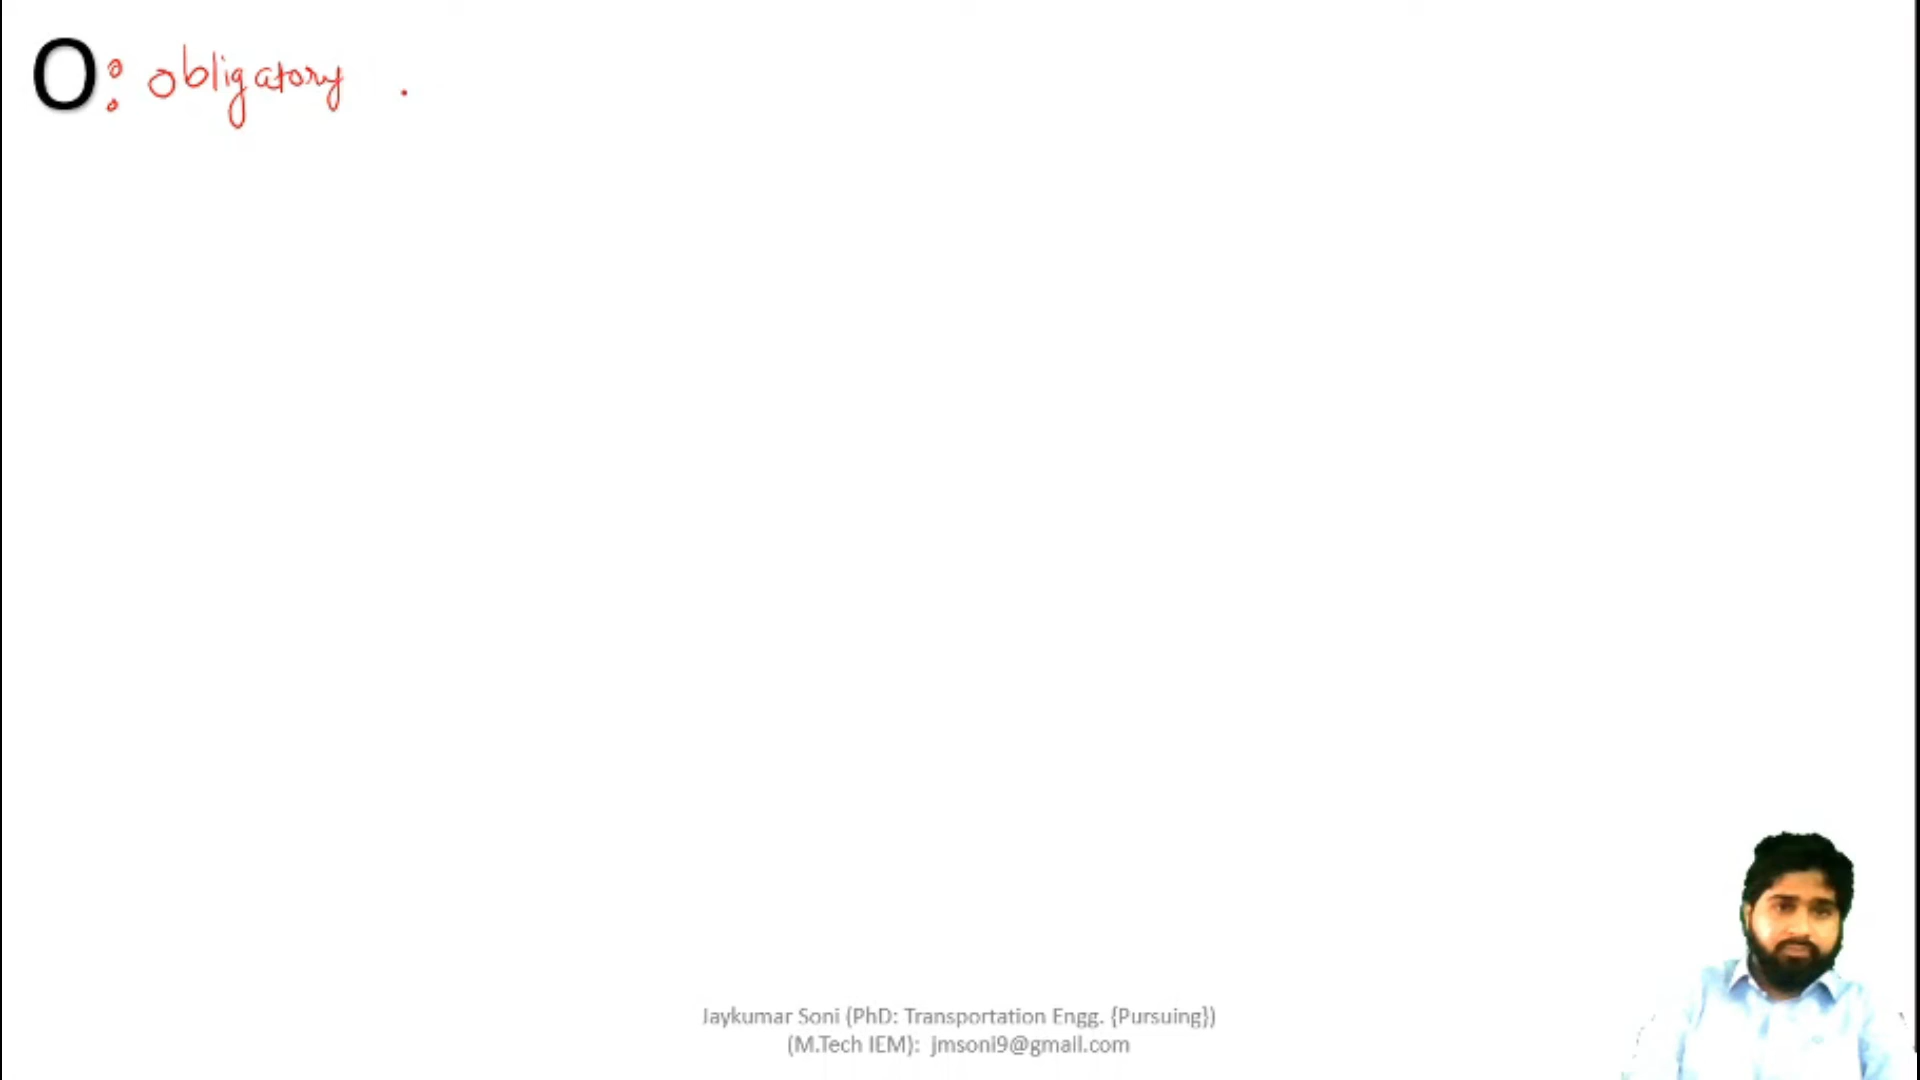 O: obligatory .
Jaykumar Soni (PhD: Transportation Engg. {Pursuing})
(M.Tech IEM): jmsoni9@gmail.com